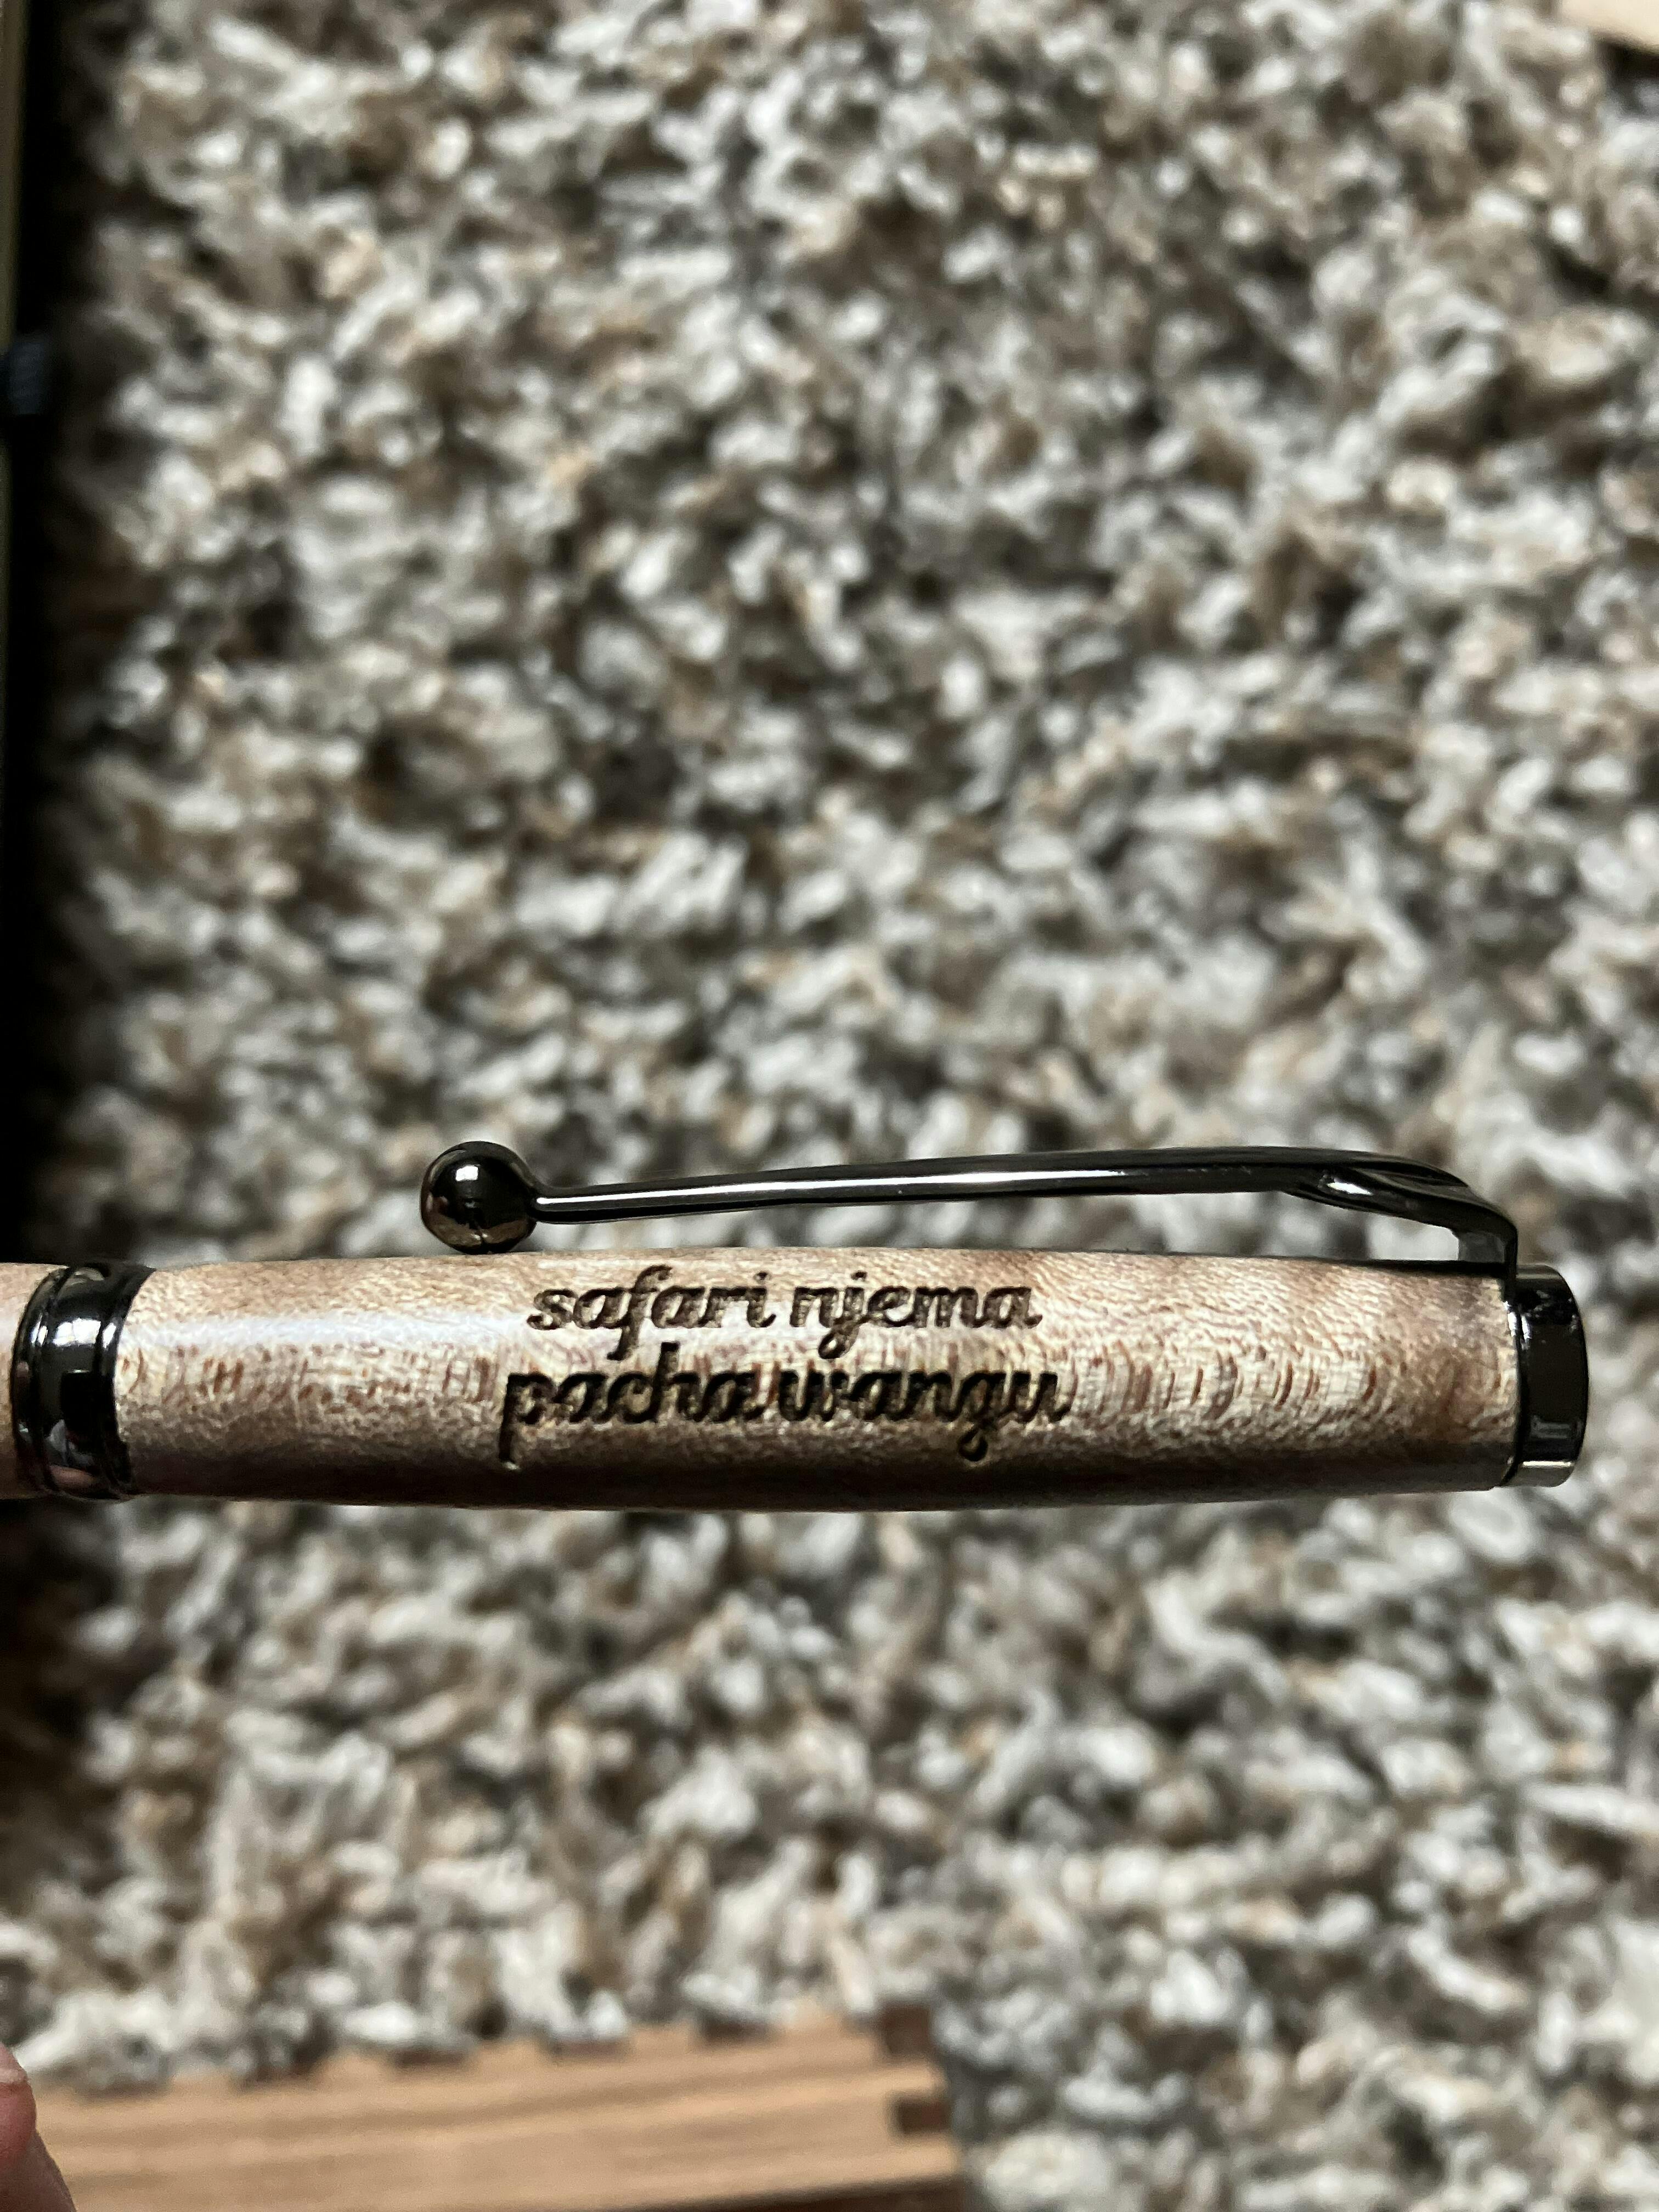 safari njema
pacha wangu